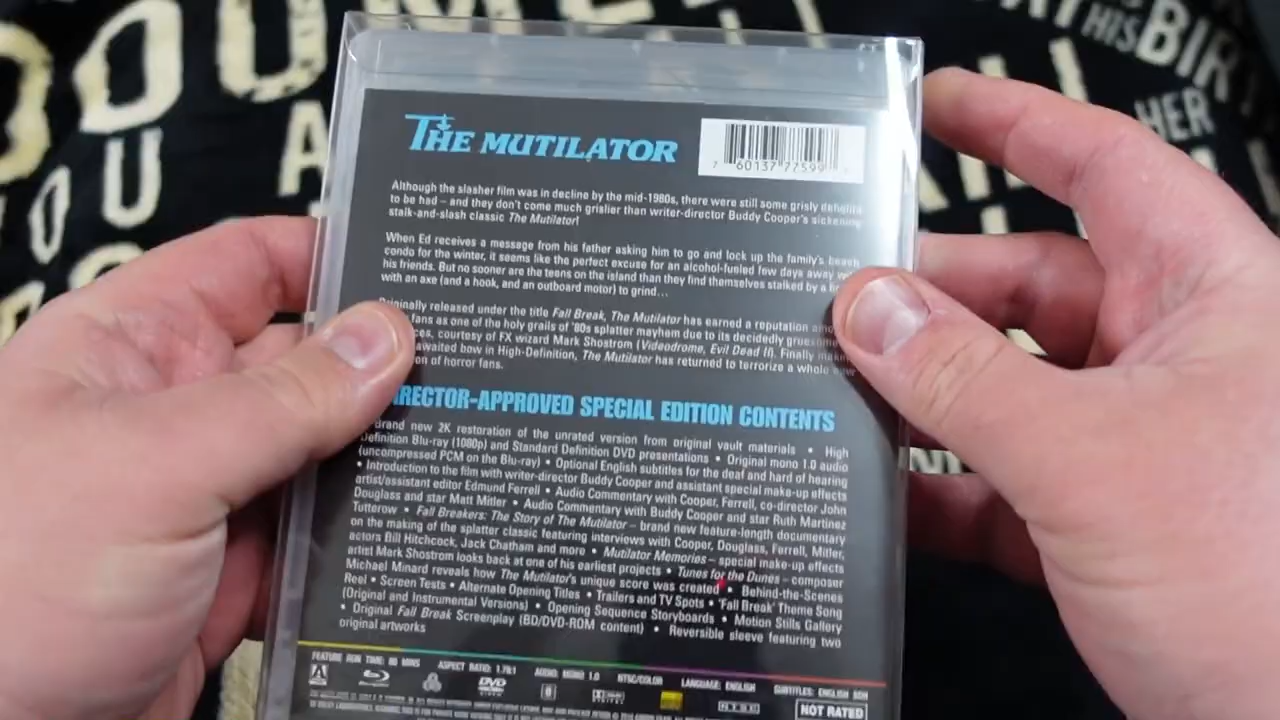 HIS BIR
HER
THE MUTILATOR
7 60137 77599
Although the slasher film was in decline by the mid-1980s, there were still some grisly delights
to be had – and they don't come much grislier than writer-director Buddy Cooper's sickening
stalk-and-slash classic The Mutilator!
When Ed receives a message from his father asking him to go and lock up the family's beach
condo for the winter, it seems like the perfect excuse for an alcohol-fueled few days away
his friends. But no sooner are the teens on the island than they find themselves stalked by a
with an axe (and a hook, and an outboard motor) to grind...
Originally released under the title Fall Break, The Mutilator has earned a reputation
fans as one of the holy grails of '80s splatter mayhem due to its decidedly gruesome
courtesy of FX wizard Mark Shostrom (Videodrome, Evil Dead II). Finally
awaited bow in High-Definition, The Mutilator has returned to terrorize a whole
of horror fans.
DIRECTOR-APPROVED SPECIAL EDITION CONTENTS
Brand new 2K restoration of the unrated version from original vault materials • High
Definition Blu-ray (1080p) and Standard Definition DVD presentations • Original mono 1.0 audio
(uncompressed PCM on the Blu-ray) • Optional English subtitles for the deaf and hard of hearing
• Introduction to the film with writer-director Buddy Cooper and assistant special make-up effects
artist/assistant editor Edmund Ferrell • Audio Commentary with Cooper, Ferrell, co-director John
Douglass and star Matt Mitler • Audio Commentary with Buddy Cooper and star Ruth Martinez
Tutterow • Fall Breakers: The Story of The Mutilator – brand new feature-length documentary
on the making of the splatter classic featuring interviews with Cooper, Douglass, Ferrell, Mitler,
actors Bill Hitchcock, Jack Chatham and more • Mutilator Memories – special make-up effects
artist Mark Shostrom looks back at one of his earliest projects • Tunes for the Dunes – composer
Michael Minard reveals how The Mutilator's unique score was created • Behind-the-Scenes
Reel • Screen Tests • Alternate Opening Titles • Trailers and TV Spots • 'Fall Break' Theme Song
(Original and Instrumental Versions) • Opening Sequence Storyboards • Motion Stills Gallery
• Original Fall Break Screenplay (BD/DVD-ROM content) • Reversible sleeve featuring two
original artworks
FEATURE RUN TIME: 86 MINS ASPECT RATIO: 1.78:1 AUDIO: MONO 1.0 NTSC/COLOR LANGUAGE: ENGLISH SUBTITLES: ENGLISH SDH
DVD NTSC NOT RATED